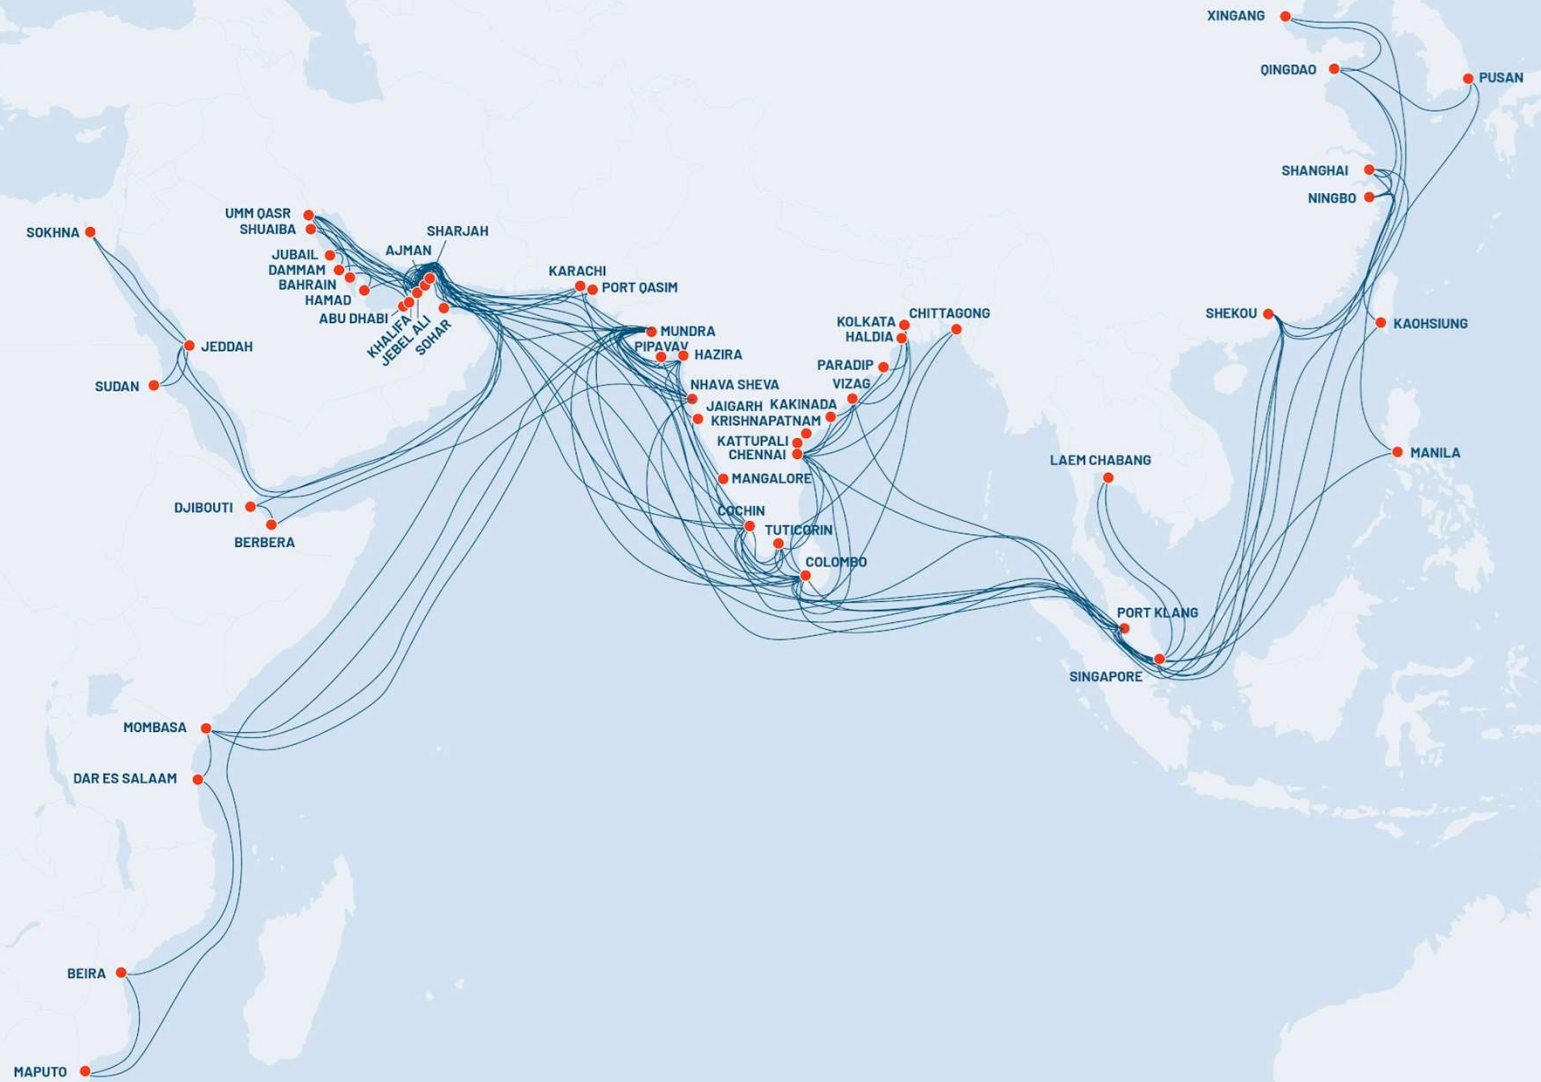 XINGANG
QINGDAO
PUSAN
SHANGHAI
NINGBO
UMM QASR
SHUAIBA
SOKHNA
SHARJAH
AJMAN
JUBAIL
DAMMAM
BAHRAIN
HAMAD
ABU DHABI
KHALIFA
JEBEL ALI
SOHAR
KARACHI
PORT QASIM
MUNDRA
PIPAVAV
HAZIRA
KOLKATA
CHITTAGONG
HALDIA
SHEKOU
KAOHSIUNG
JEDDAH
SUDAN
PARADIP
VIZAG
NHAVA SHEVA
JAIGARH
KAKINADA
KRISHNAPATNAM
KATTUPALI
CHENNAI
MANILA
LAEM CHABANG
MANGALORE
DJIBOUTI
BERBERA
COCHIN
TUTICORIN
COLOMBO
PORT KLANG
SINGAPORE
MOMBASA
DAR ES SALAAM
BEIRA
MAPUTO